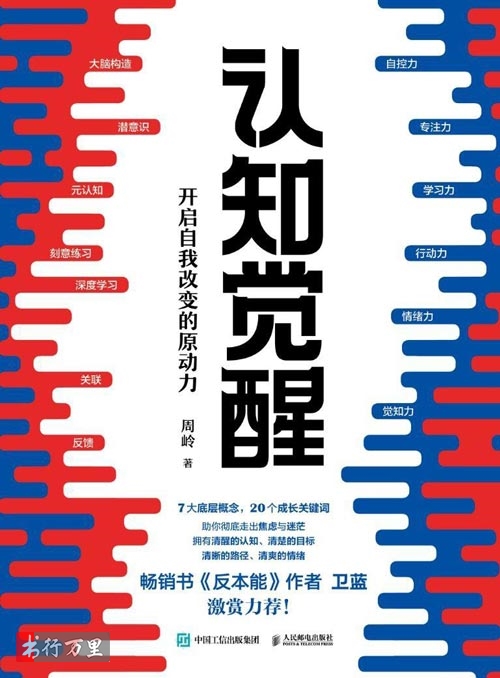 认知觉醒
开启自我改变的原动力
周岭 著
大脑构造
潜意识
元认知
刻意练习
深度学习
关联
反馈
自控力
专注力
学习力
行动力
情绪力
觉知力
7大底层概念，20个成长关键词
助你彻底走出焦虑与迷茫
拥有清醒的认知、清楚的目标
清晰的路径、清爽的情绪
畅销书《反本能》作者 卫蓝
激赏力荐！
中国工信出版集团
人民邮电出版社
POSTS & TELECOM PRESS
书行万里